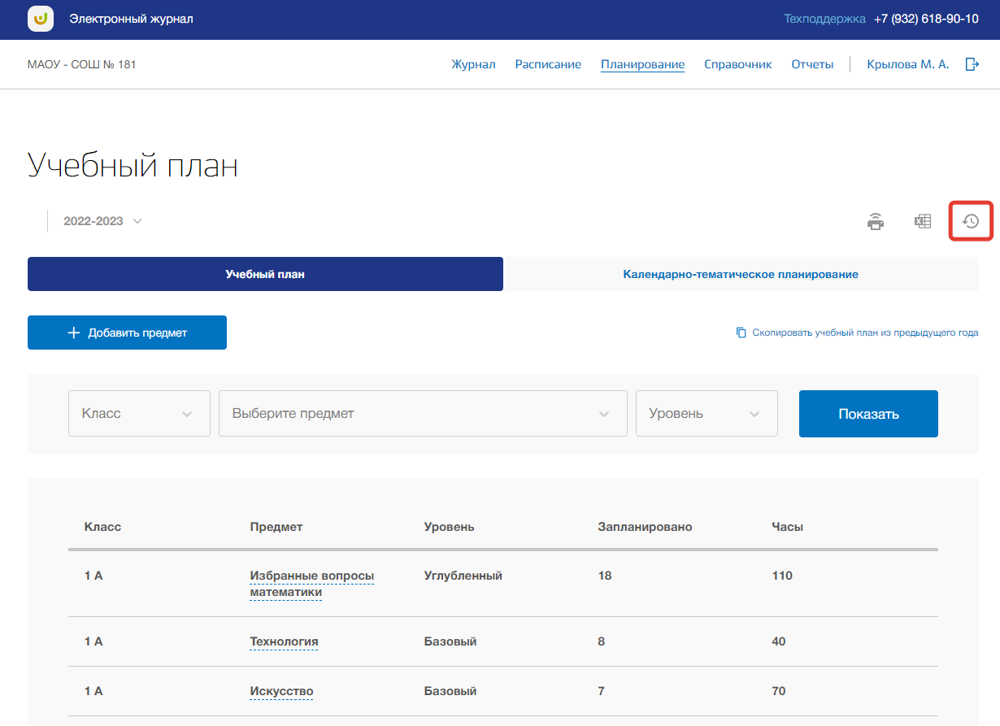 Электронный журнал
Техподдержка +7 (932) 618-90-10
МАОУ - СОШ № 181
Журнал Расписание Планирование Справочник Отчеты Крылова М. А.
Учебный план
2022-2023
Учебный план
Календарно-тематическое планирование
Добавить предмет
Скопировать учебный план из предыдущего года
Класс Выберите предмет Уровень Показать
Класс Предмет Уровень Запланировано Часы
1 А Избранные вопросы Углубленный 18 110
математики
1 А Технология Базовый 8 40
1 А Искусство Базовый 7 70